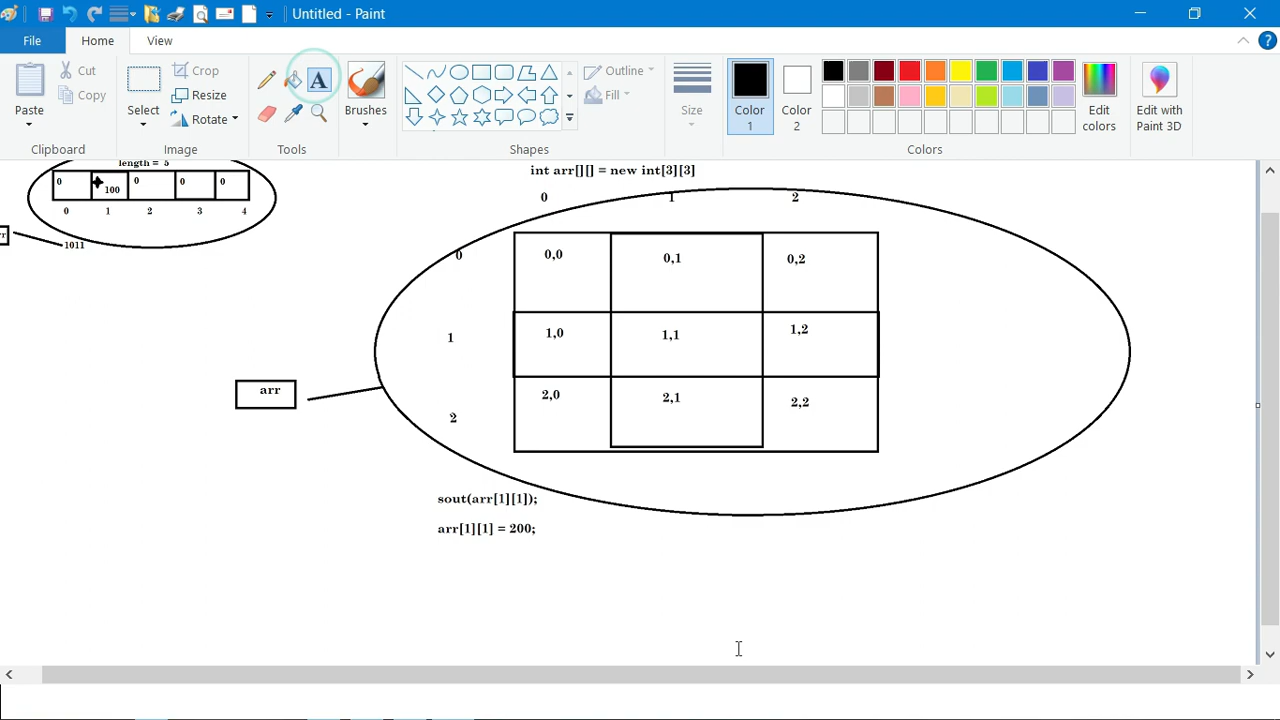 Untitled - Paint
File Home View
Paste
Cut
Copy
Clipboard
Select
Crop
Resize
Rotate
Image
A
Tools
Brushes
Outline
Fill
Shapes
Size
Color 1
Color 2
Edit colors
Edit with Paint 3D
Colors
length = 5
0 100 0 0 0
0 1 2 3 4
1011
int arr[][] = new int[3][3]
0 1 2
0 0,0 0,1 0,2
1 1,0 1,1 1,2
arr
2 2,0 2,1 2,2
sout(arr[1][1]);
arr[1][1] = 200;